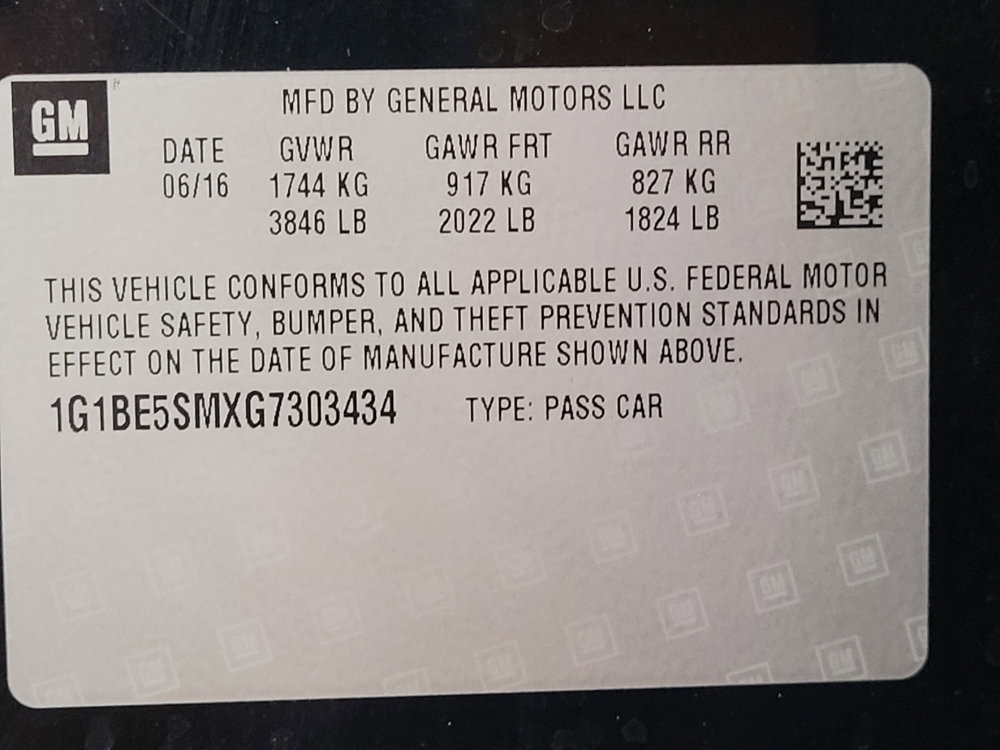 GM
MFD BY GENERAL MOTORS LLC
DATE GVWR GAWR FRT GAWR RR
06/16 1744 KG 917 KG 827 KG
3846 LB 2022 LB 1824 LB
THIS VEHICLE CONFORMS TO ALL APPLICABLE U.S. FEDERAL MOTOR
VEHICLE SAFETY, BUMPER, AND THEFT PREVENTION STANDARDS IN
EFFECT ON THE DATE OF MANUFACTURE SHOWN ABOVE.
1G1BE5SMXG7303434 TYPE: PASS CAR